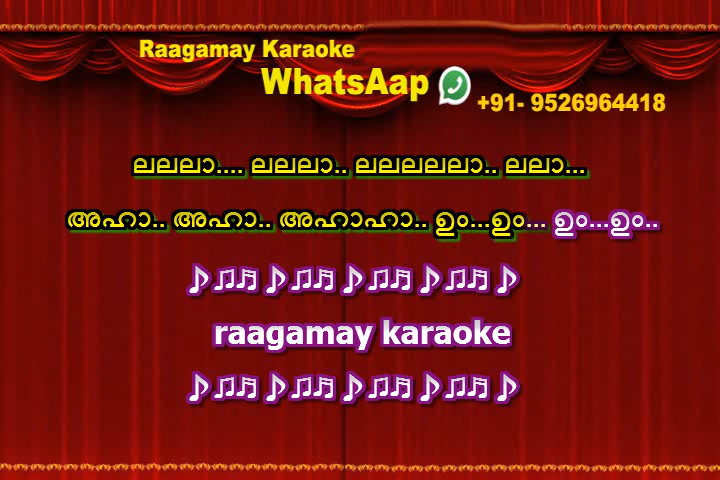 Raagamay Karaoke
WhatsAap
+91- 9526964418
ലലലാ.... ലലലാ.. ലലലലലാ.. ലലാ...
അഹാ.. അഹാ.. അഹാഹാ.. ഉം...ഉം... ഉം...ഉം..
♪♫♬♪♫♬♪♫♬♪♫♬♪
raagamay karaoke
♪♫♬♪♫♬♪♫♬♪♫♬♪